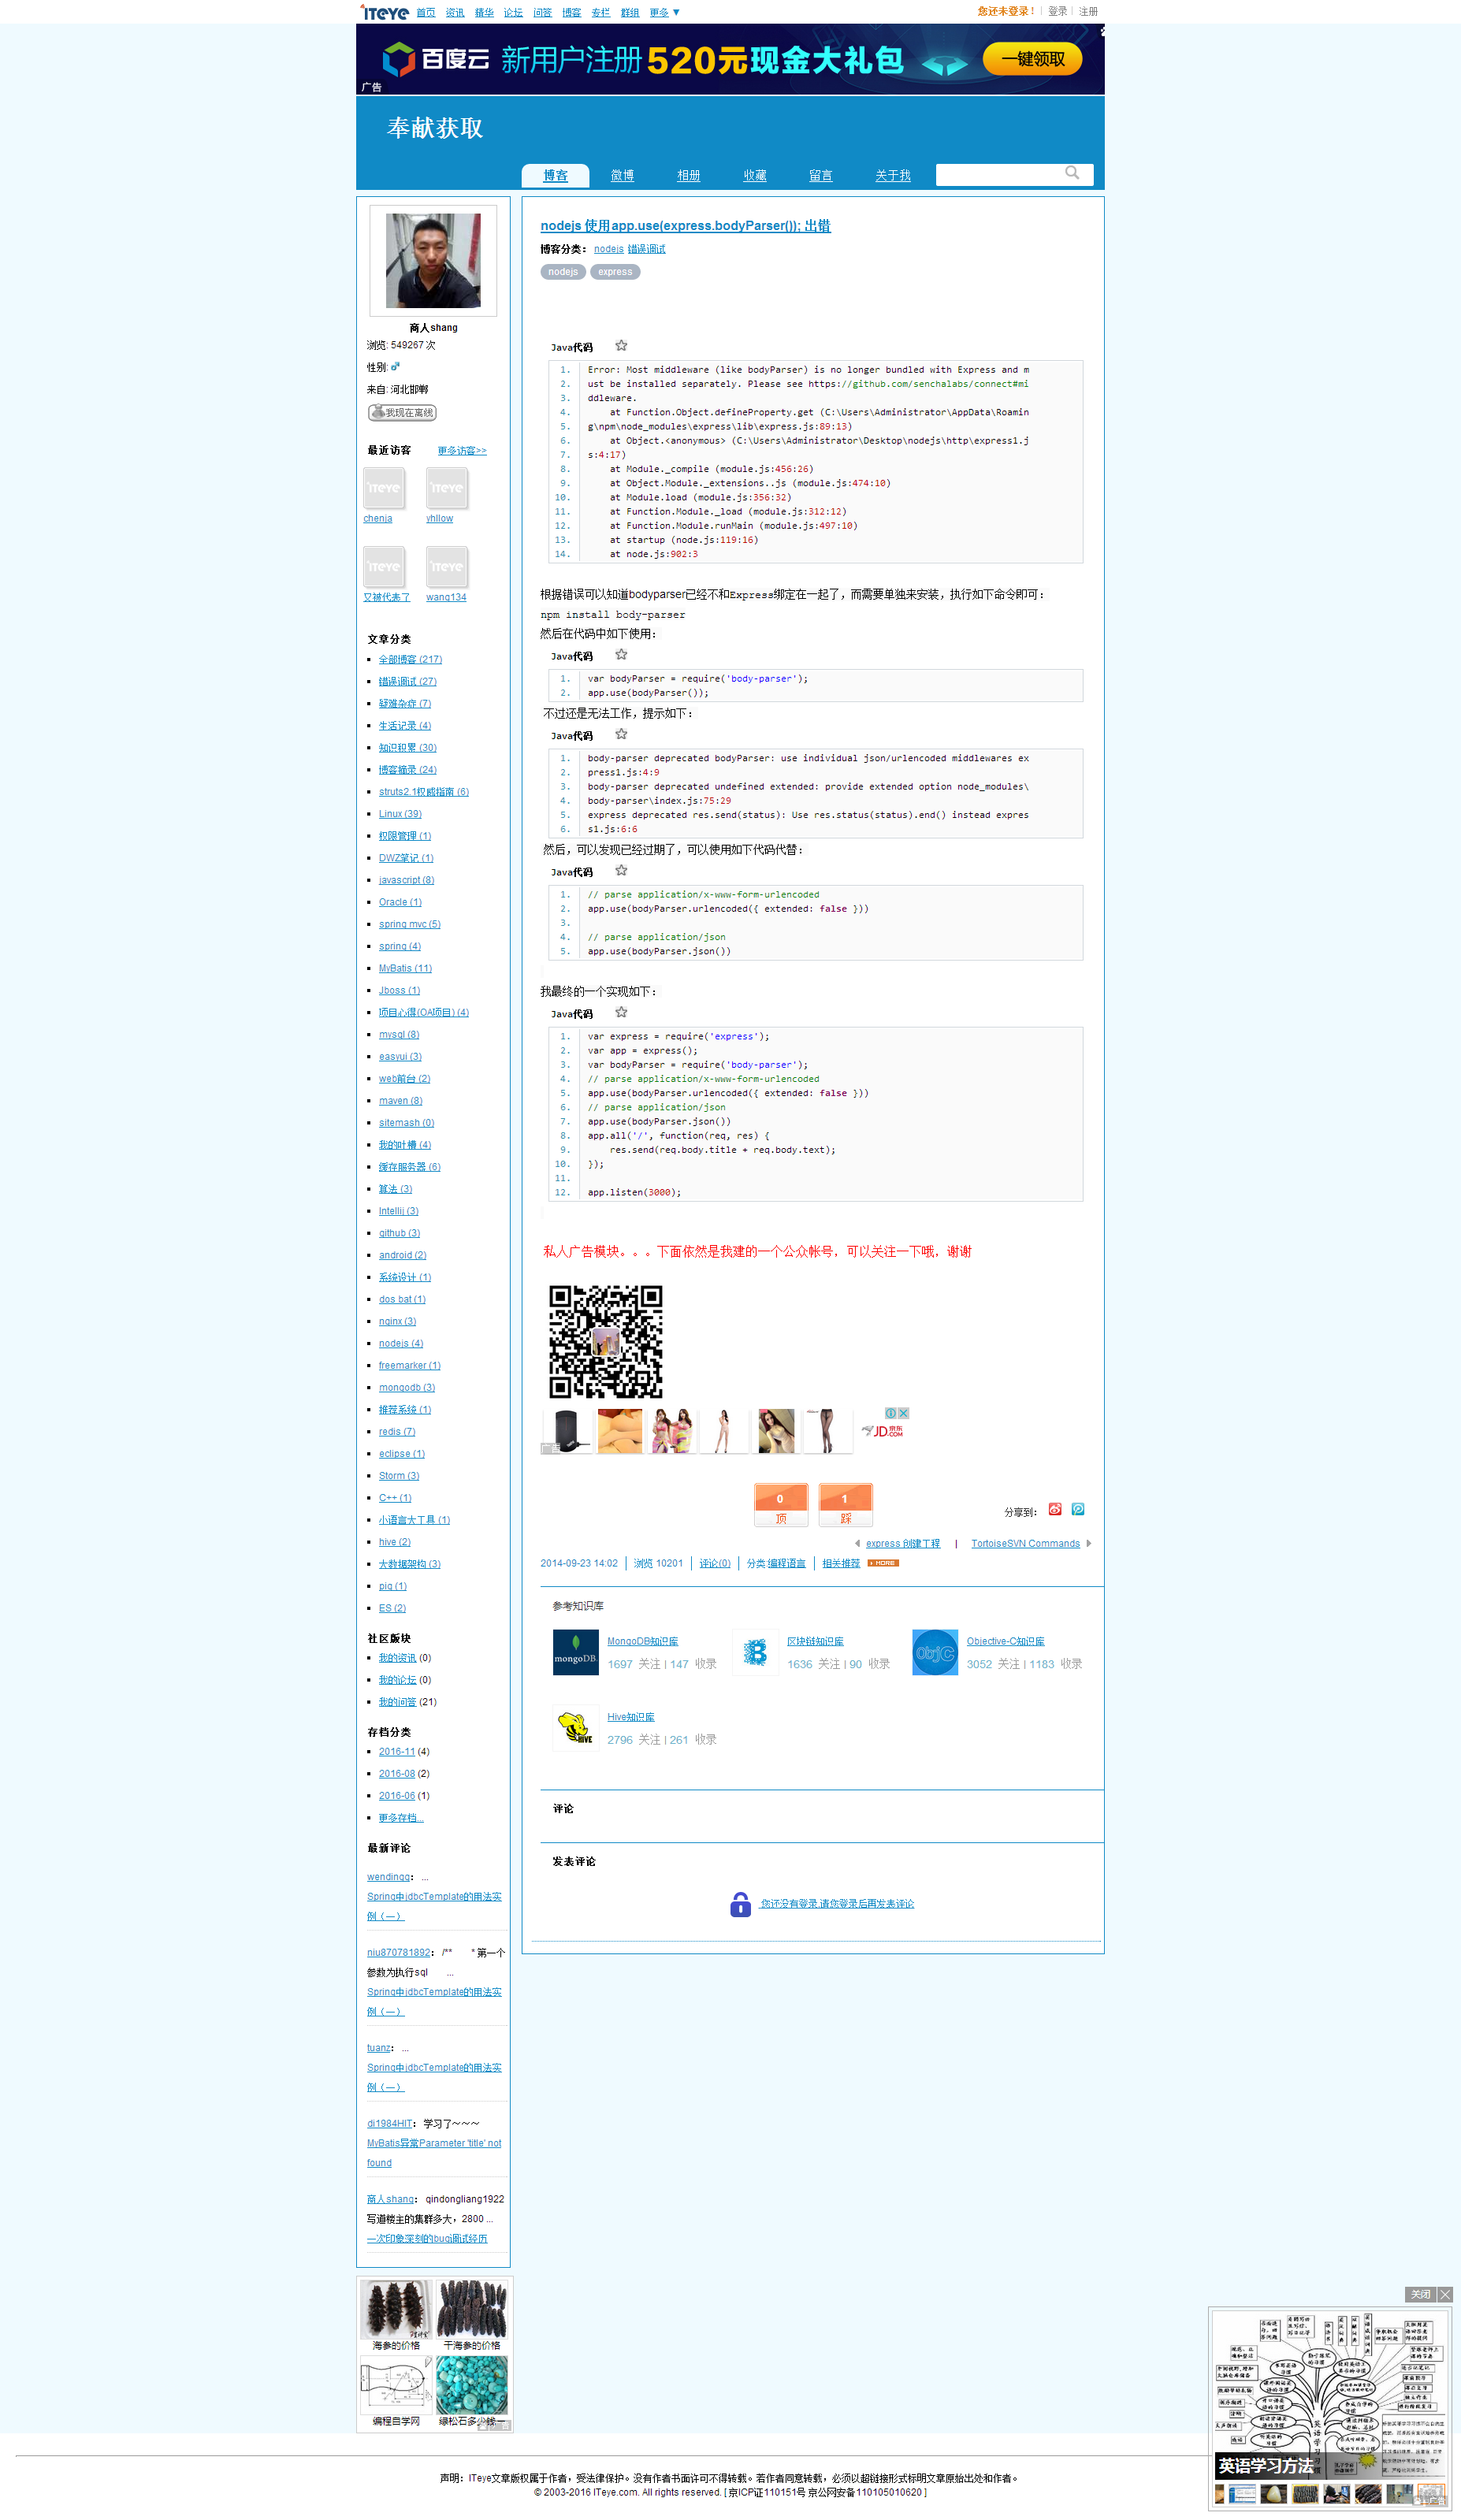 ITeye 首页 资讯 精华 论坛 问答 博客 专栏 群组 更多 ▼ 您还未登录 ! 登录 注册
百度云 新用户注册 520元现金大礼包 一键领取
广告
奉献获取
博客 微博 相册 收藏 留言 关于我
商人shang
浏览: 549267 次
性别:
来自: 河北邯郸
我现在离线
最近访客 更多访客>>
chenja
yhllow
又被代表了
wang134
文章分类
全部博客 (217)
错误调试 (27)
疑难杂症 (7)
生活记录 (4)
知识积累 (30)
博客摘录 (24)
struts2.1权威指南 (6)
Linux (39)
权限管理 (1)
DWZ笔记 (1)
javascript (8)
Oracle (1)
spring mvc (5)
spring (4)
MyBatis (11)
Jboss (1)
项目心得(OA项目) (4)
mysql (8)
easyui (3)
web前台 (2)
maven (8)
sitemash (0)
我的吐槽 (4)
缓存服务器 (6)
算法 (3)
Intellij (3)
github (3)
android (2)
系统设计 (1)
dos bat (1)
nginx (3)
nodejs (4)
freemarker (1)
mongodb (3)
推荐系统 (1)
redis (7)
eclipse (1)
Storm (3)
C++ (1)
小语言大工具 (1)
hive (2)
大数据架构 (3)
pig (1)
ES (2)
社区版块
我的资讯 (0)
我的论坛 (0)
我的问答 (21)
存档分类
2016-11 (4)
2016-08 (2)
2016-06 (1)
更多存档...
最新评论
wendingg： ...
Spring中jdbcTemplate的用法实
例（一）
niu870781892： /** * 第一个
参数为执行sql ...
Spring中jdbcTemplate的用法实
例（一）
tuanz： ...
Spring中jdbcTemplate的用法实
例（一）
di1984HIT： 学习了~~~
MyBatis异常Parameter 'title' not
found
商人shang： qindongliang1922
写道楼主的集群多大，2800 ...
一次印象深刻的bug调试经历
海参的价格 干海参的价格
编程自学网 绿松石多少钱一
nodejs 使用app.use(express.bodyParser()); 出错
博客分类： nodejs 错误调试
nodejs express
Java代码
1. Error: Most middleware (like bodyParser) is no longer bundled with Express and m
2. ust be installed separately. Please see https://github.com/senchalabs/connect#mi
3. ddleware.
4. at Function.Object.defineProperty.get (C:\Users\Administrator\AppData\Roamin
5. g\npm\node_modules\express\lib\express.js:89:13)
6. at Object.<anonymous> (C:\Users\Administrator\Desktop\nodejs\http\express1.j
7. s:4:17)
8. at Module._compile (module.js:456:26)
9. at Object.Module._extensions..js (module.js:474:10)
10. at Module.load (module.js:356:32)
11. at Function.Module._load (module.js:312:12)
12. at Function.Module.runMain (module.js:497:10)
13. at startup (node.js:119:16)
14. at node.js:902:3
根据错误可以知道bodyparser已经不和Express绑定在一起了，而需要单独来安装，执行如下命令即可：
npm install body-parser
然后在代码中如下使用：
Java代码
1. var bodyParser = require('body-parser');
2. app.use(bodyParser());
不过还是无法工作，提示如下：
Java代码
1. body-parser deprecated bodyParser: use individual json/urlencoded middlewares ex
2. press1.js:4:9
3. body-parser deprecated undefined extended: provide extended option node_modules\
4. body-parser\index.js:75:29
5. express deprecated res.send(status): Use res.status(status).end() instead expres
6. s1.js:6:6
然后，可以发现已经过期了，可以使用如下代码代替：
Java代码
1. // parse application/x-www-form-urlencoded
2. app.use(bodyParser.urlencoded({ extended: false }))
3.
4. // parse application/json
5. app.use(bodyParser.json())
我最终的一个实现如下：
Java代码
1. var express = require('express');
2. var app = express();
3. var bodyParser = require('body-parser');
4. // parse application/x-www-form-urlencoded
5. app.use(bodyParser.urlencoded({ extended: false }))
6. // parse application/json
7. app.use(bodyParser.json())
8. app.all('/', function(req, res) {
9. res.send(req.body.title + req.body.text);
10. });
11.
12. app.listen(3000);
私人广告模块。。。下面依然是我建的一个公众帐号，可以关注一下哦，谢谢
JD.京东
0 1
顶 踩
分享到：
express 创建工程 | TortoiseSVN Commands
2014-09-23 14:02 浏览 10201 评论(0) 分类:编程语言 相关推荐 HOME
参考知识库
mongoDB. MongoDB知识库
1697 关注 | 147 收录
区块链知识库
1636 关注 | 90 收录
ObjC Objective-C知识库
3052 关注 | 1183 收录
HIVE Hive知识库
2796 关注 | 261 收录
评论
发表评论
您还没有登录,请您登录后再发表评论
关闭
英语学习方法
声明：ITeye文章版权属于作者，受法律保护。没有作者书面许可不得转载。若作者同意转载，必须以超链接形式标明文章原始出处和作者。
© 2003-2016 ITeye.com. All rights reserved. [ 京ICP证110151号 京公网安备110105010620 ]